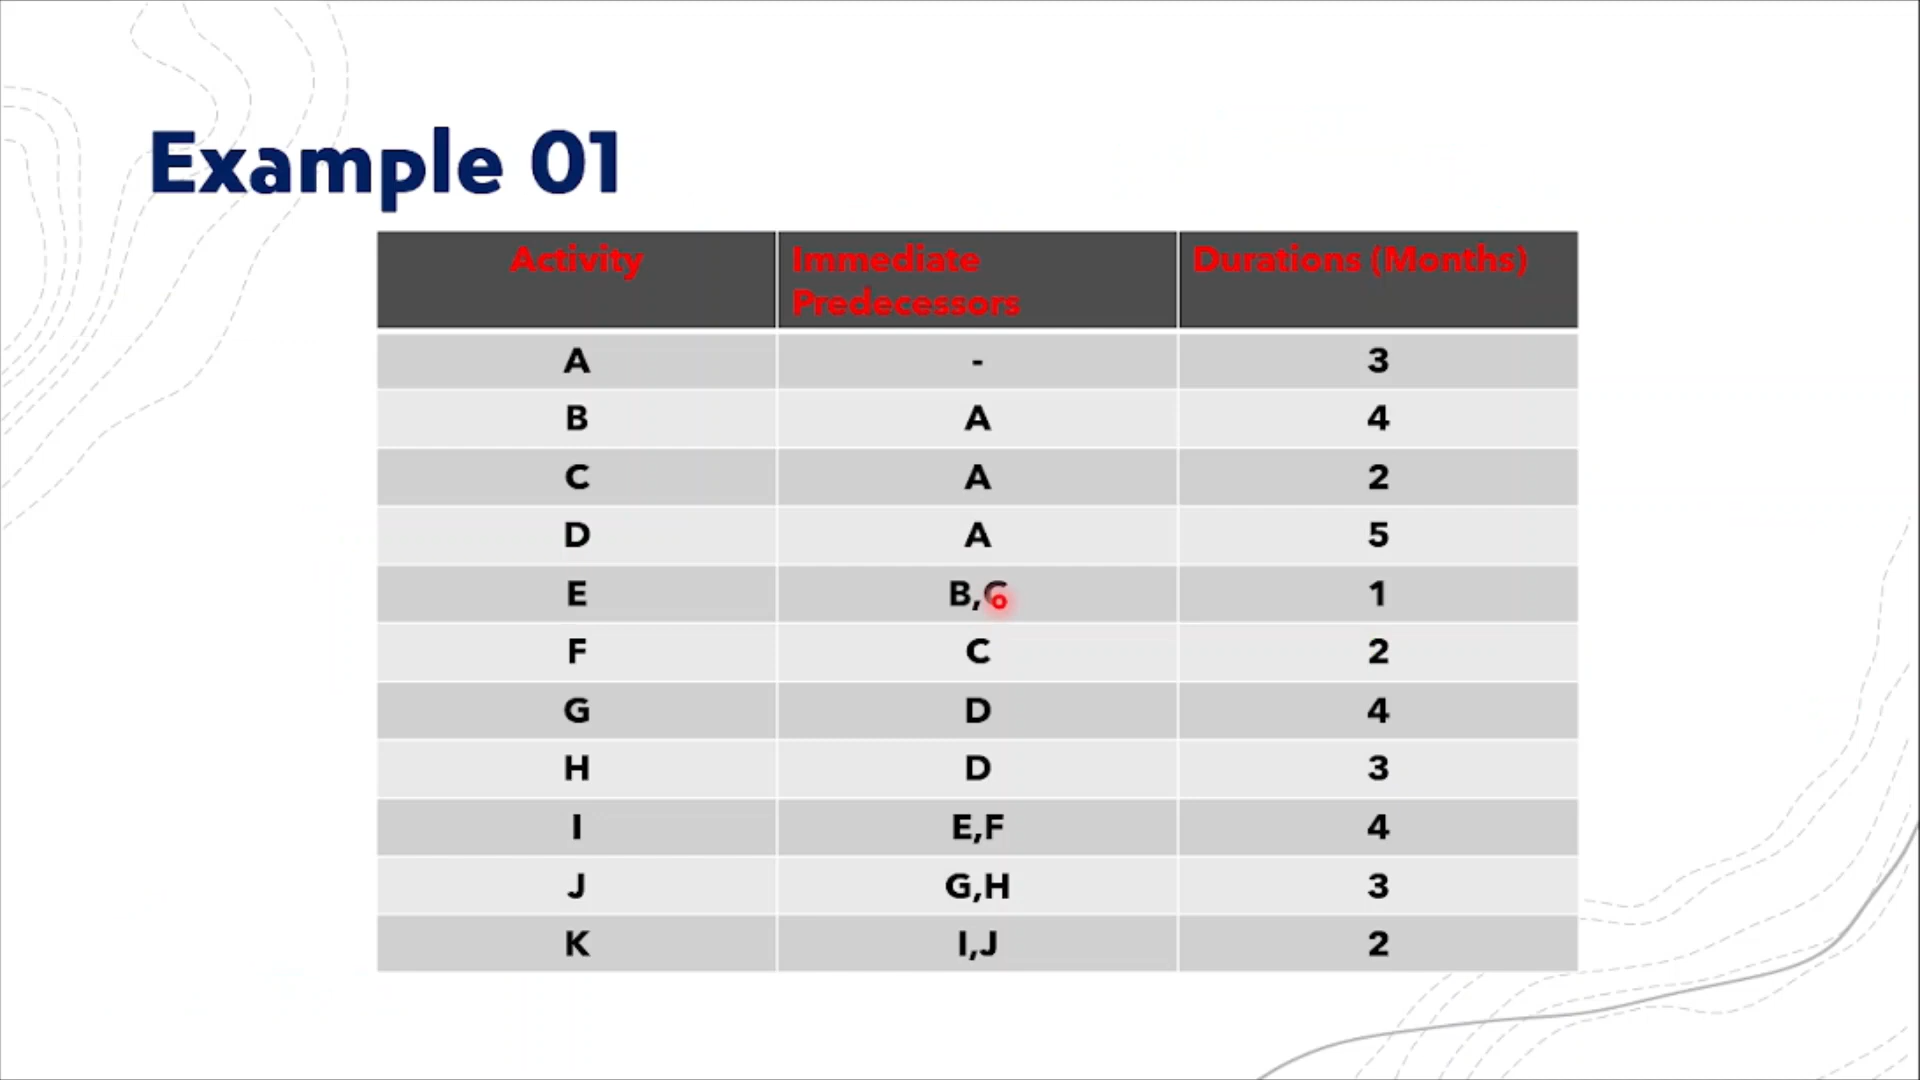 Example 01
Activity Immediate Predecessors Durations (Months)
A - 3
B A 4
C A 2
D A 5
E B,C 1
F C 2
G D 4
H D 3
I E,F 4
J G,H 3
K I,J 2